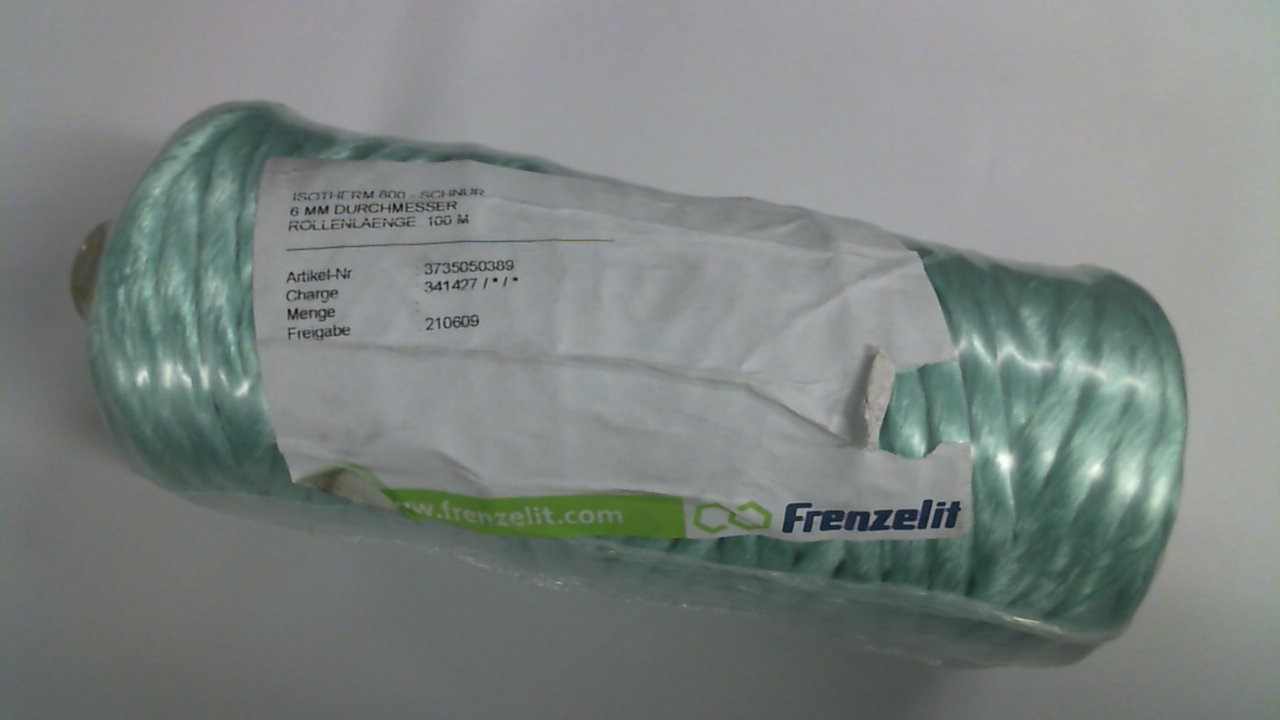 ISOTHERM 800 - SCHNUR
6 MM DURCHMESSER
ROLLENLAENGE 100 M
Artikel-Nr 3735050389
Charge 341427 / * / *
Menge :
Freigabe 210609
w.frenzelit.com
Frenzelit